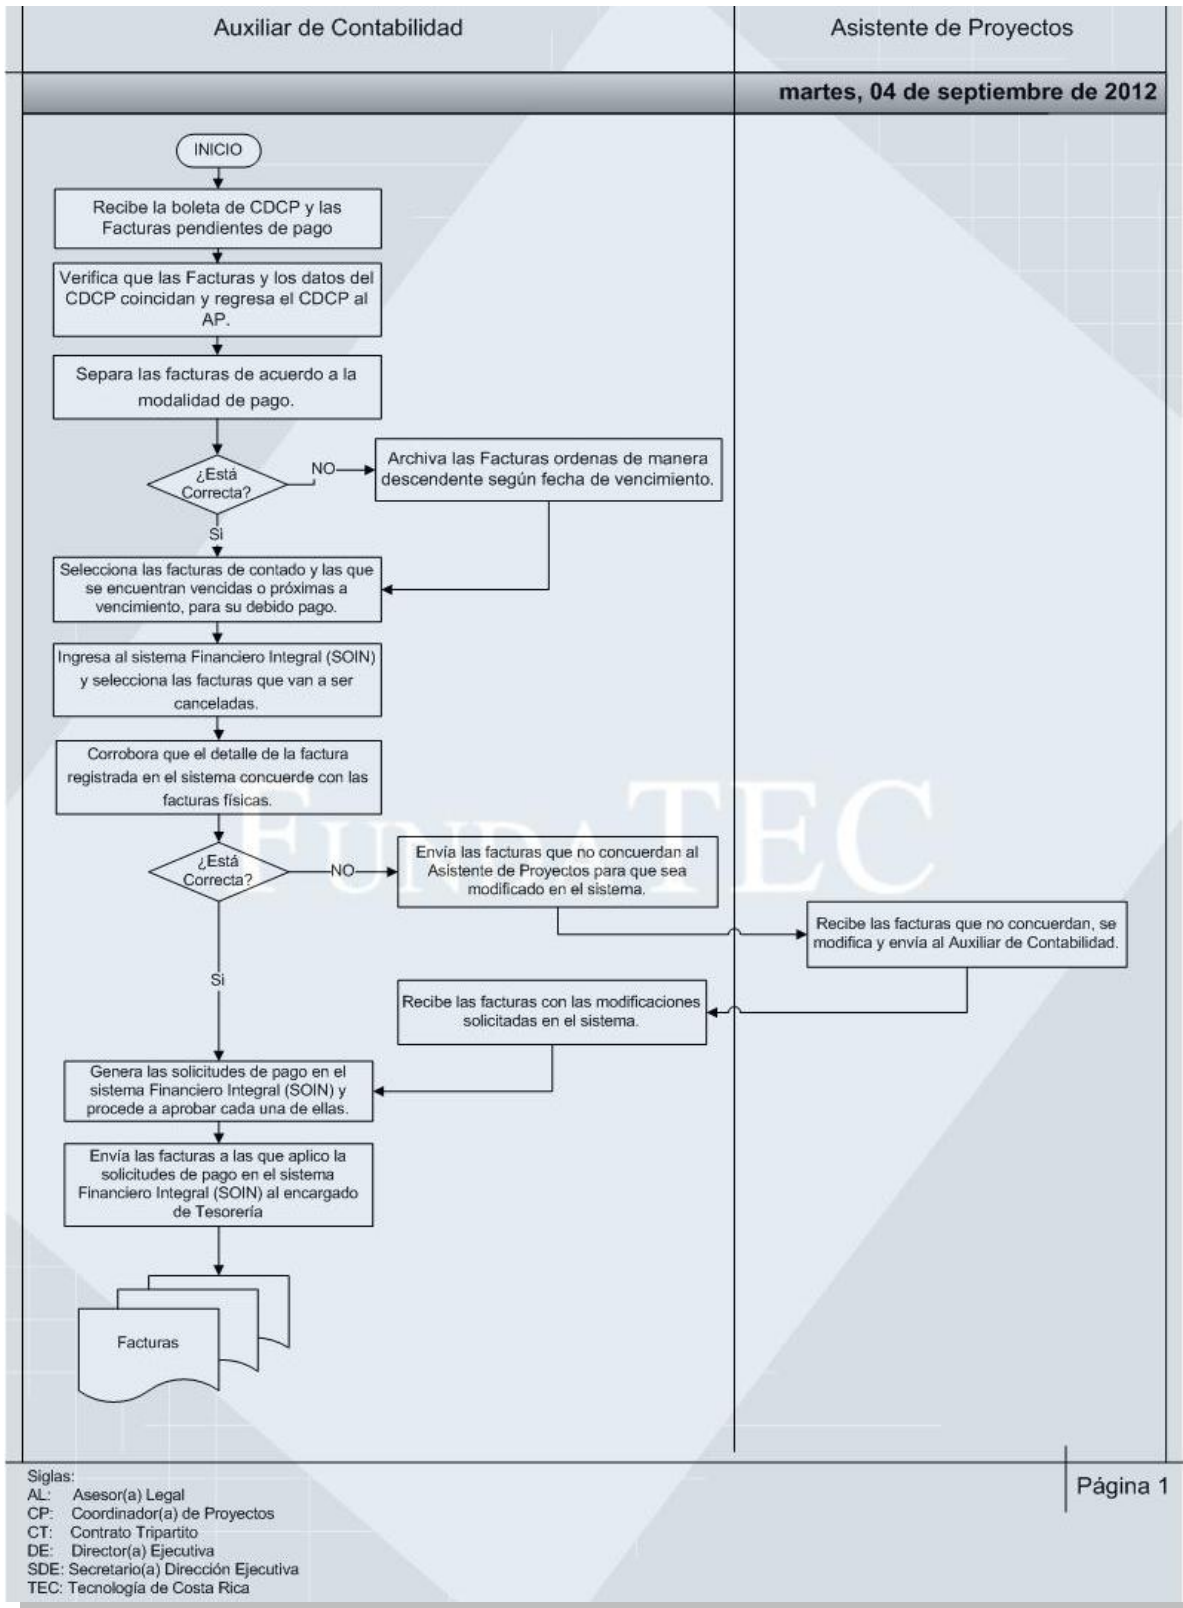 Auxiliar de Contabilidad
Asistente de Proyectos
martes, 04 de septiembre de 2012
INICIO
Recibe la boleta de CDCP y las
Facturas pendientes de pago
Verifica que las Facturas y los datos del
CDCP coincidan y regresa el CDCP al
AP.
Separa las facturas de acuerdo a la
modalidad de pago.
¿Está
Correcta?
NO
Archiva las Facturas ordenas de manera
descendente según fecha de vencimiento.
Si
Selecciona las facturas de contado y las que
se encuentran vencidas o próximas a
vencimiento, para su debido pago.
Ingresa al sistema Financiero Integral (SOIN)
y selecciona las facturas que van a ser
canceladas.
Corrobora que el detalle de la factura
registrada en el sistema concuerde con las
facturas físicas.
FUNDATEC
¿Está
Correcta?
NO
Envía las facturas que no concuerdan al
Asistente de Proyectos para que sea
modificado en el sistema.
Recibe las facturas que no concuerdan, se
modifica y envía al Auxiliar de Contabilidad.
Si
Recibe las facturas con las modificaciones
solicitadas en el sistema.
Genera las solicitudes de pago en el
sistema Financiero Integral (SOIN) y
procede a aprobar cada una de ellas.
Envía las facturas a las que aplico la
solicitudes de pago en el sistema
Financiero Integral (SOIN) al encargado
de Tesorería
Facturas
Siglas:
AL: Asesor(a) Legal
CP: Coordinador(a) de Proyectos
CT: Contrato Tripartito
DE: Director(a) Ejecutiva
SDE: Secretario(a) Dirección Ejecutiva
TEC: Tecnología de Costa Rica
Página 1